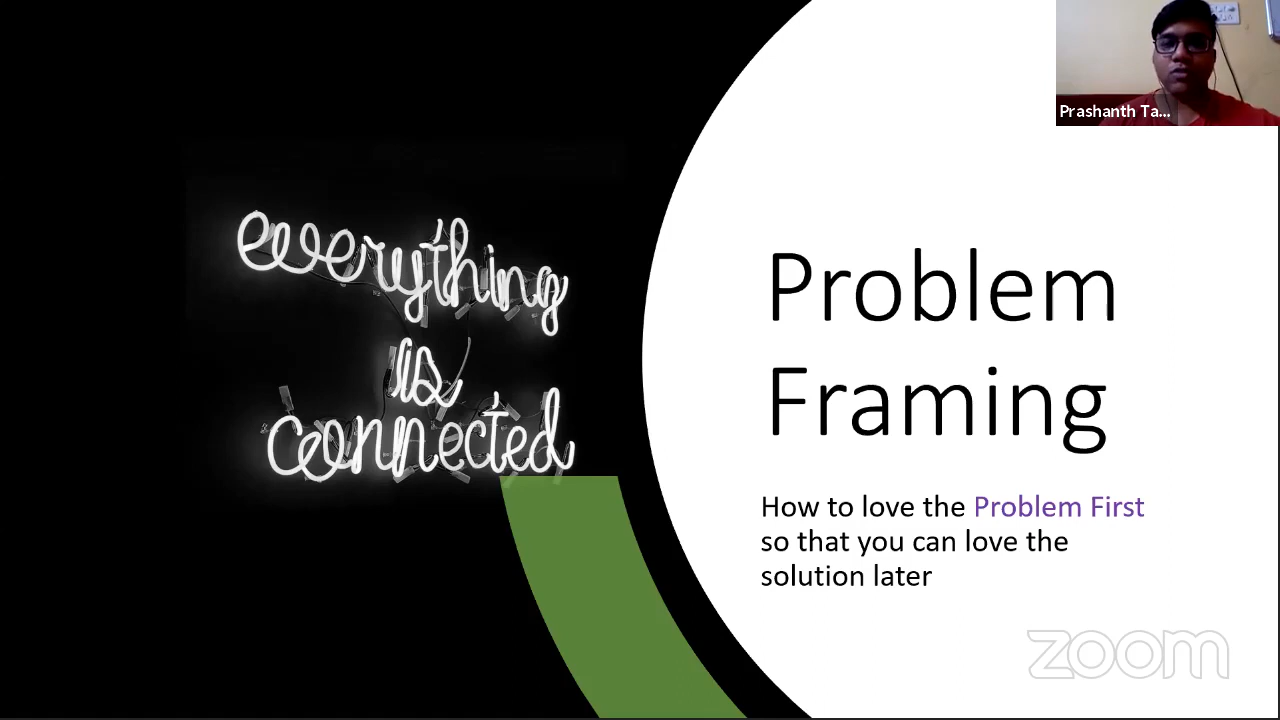 Prashanth Ta...
everything
is
connected
Problem
Framing
How to love the Problem First
so that you can love the
solution later
zoom